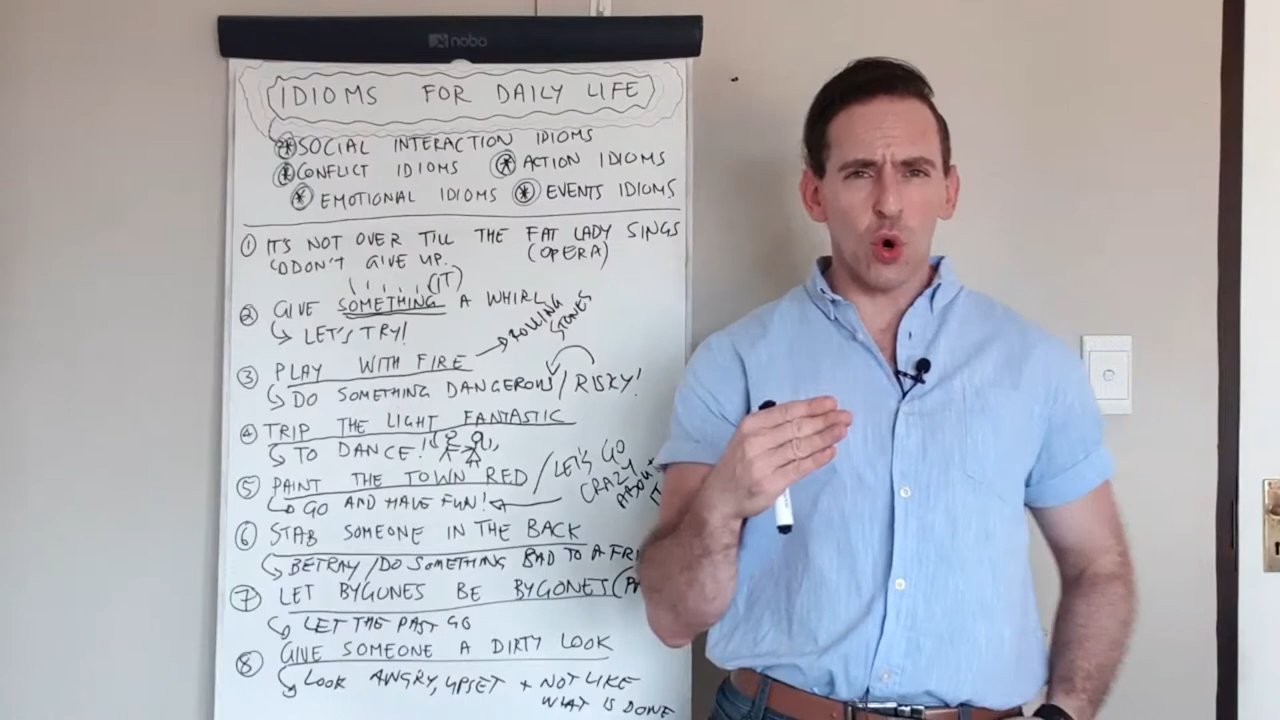 nobo
IDIOMS FOR DAILY LIFE
* SOCIAL INTERACTION IDIOMS
* CONFLICT IDIOMS * ACTION IDIOMS
* EMOTIONAL IDIOMS * EVENTS IDIOMS
1 IT'S NOT OVER TILL THE FAT LADY SINGS
DON'T GIVE UP. (OPERA)
(IT)
2 GIVE SOMETHING A WHIRL
LET'S TRY!
3 PLAY WITH FIRE → ROLLING STONES
DO SOMETHING DANGEROUS / RISKY!
4 TRIP THE LIGHT FANTASTIC
TO DANCE!
5 PAINT THE TOWN RED / LET'S GO CRAZY
GO AND HAVE FUN!
6 STAB SOMEONE IN THE BACK
BETRAY / DO SOMETHING BAD TO A FRI
7 LET BYGONES BE BYGONES
LET THE PAST GO
8 GIVE SOMEONE A DIRTY LOOK
LOOK ANGRY, UPSET + NOT LIKE
WHAT IS DONE